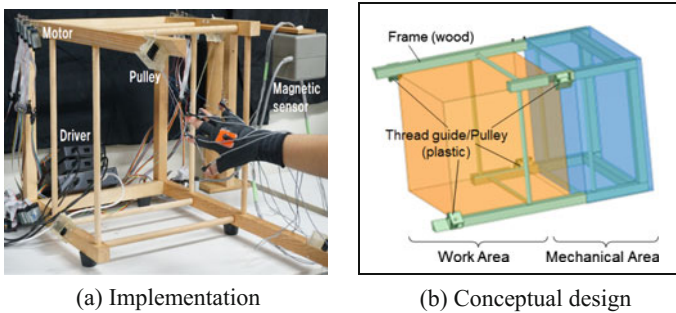 Motor
Pulley
Magnetic
sensor
Driver
(a) Implementation
Frame (wood)
Thread guide/Pulley
(plastic)
Work Area
Mechanical Area
(b) Conceptual design